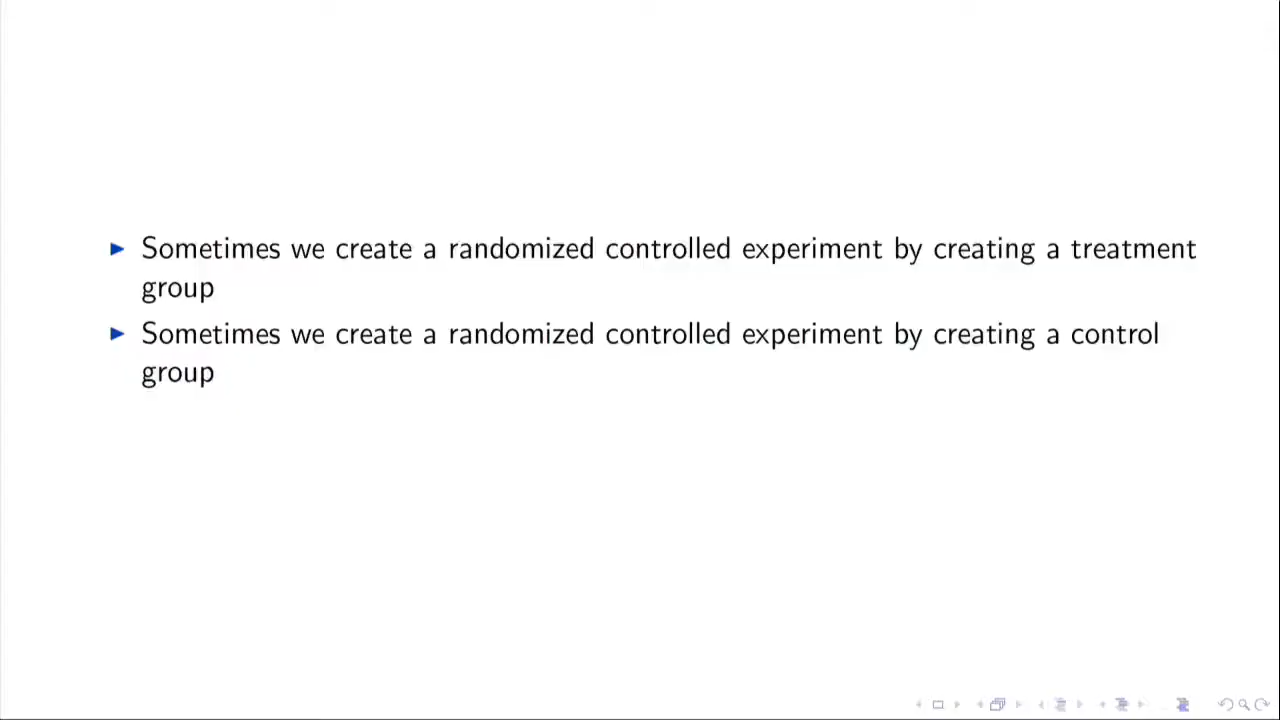 Sometimes we create a randomized controlled experiment by creating a treatment
group
Sometimes we create a randomized controlled experiment by creating a control
group